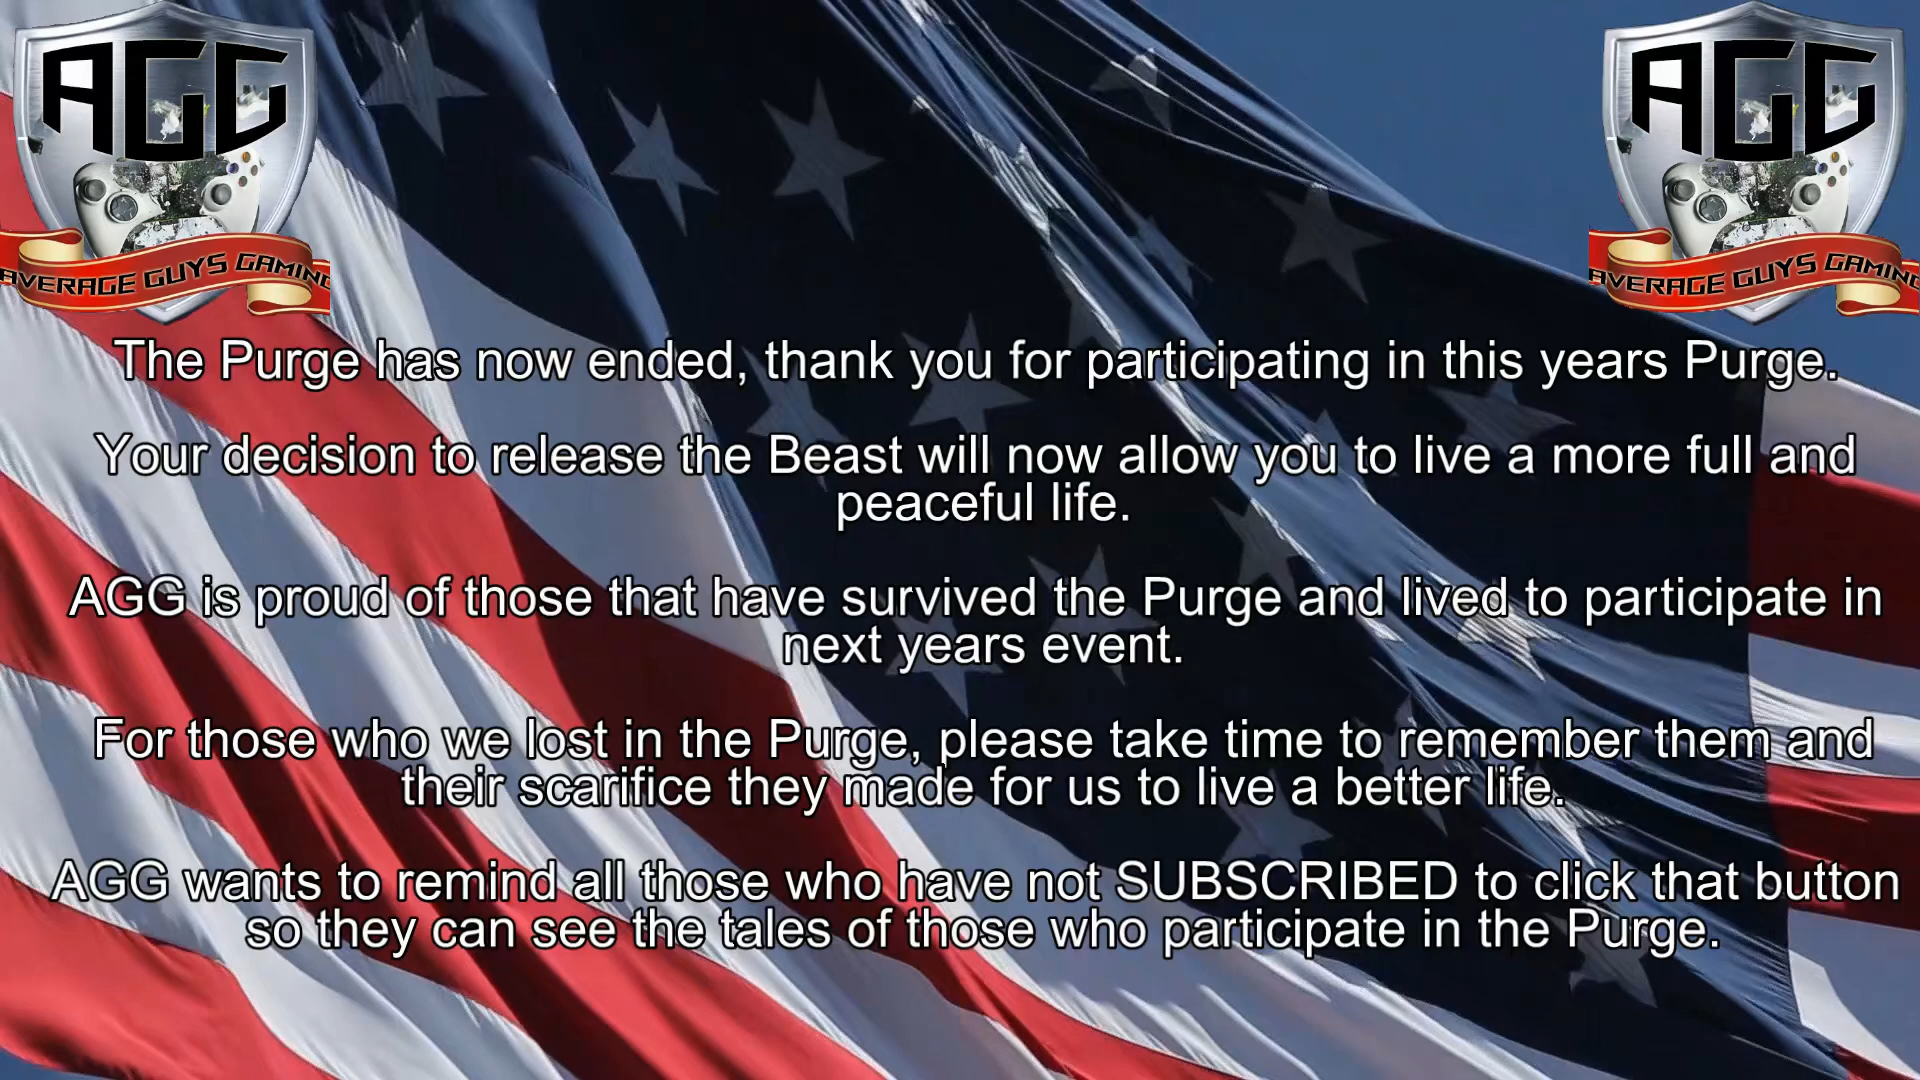 AGG
AVERAGE GUYS GAMING
AGG
AVERAGE GUYS GAMING
The Purge has now ended, thank you for participating in this years Purge.
Your decision to release the Beast will now allow you to live a more full and
peaceful life.
AGG is proud of those that have survived the Purge and lived to participate in
next years event.
For those who we lost in the Purge, please take time to remember them and
their scarifice they made for us to live a better life.
AGG wants to remind all those who have not SUBSCRIBED to click that button
so they can see the tales of those who participate in the Purge.